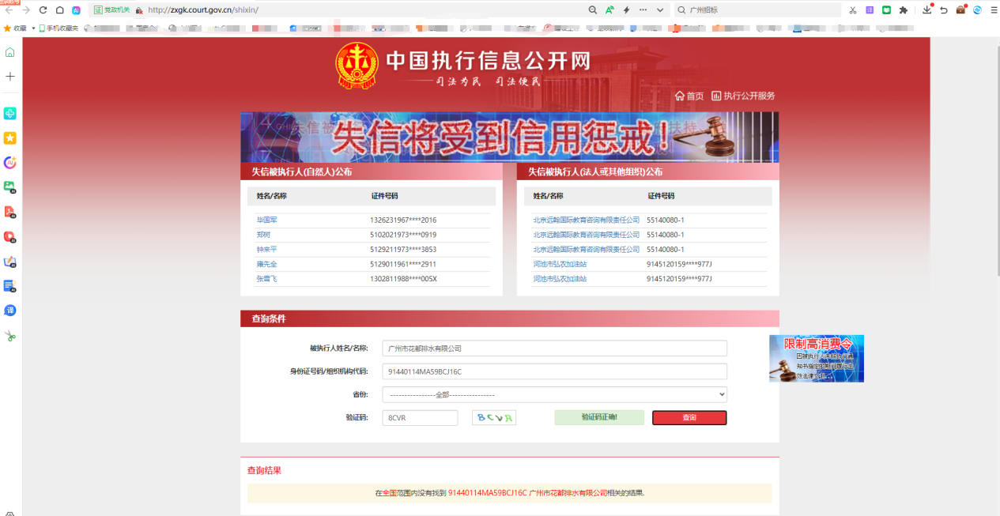 党政机关
http://zxgk.court.gov.cn/shixin/
广州招标
收藏
手机收藏夹
中国执行信息公开网
司法为民 司法便民
首页 执行公开服务
失信将受到信用惩戒!
失信被执行人(自然人)公布
姓名/名称 证件号码
毕国军 1326231967****2016
郑树 5102021973****0919
钟来平 5129211973****3853
雍先全 5129011961****2911
张雪飞 1302811988****005X
失信被执行人(法人或其他组织)公布
姓名/名称 证件号码
北京远翰国际教育咨询有限责任公司 55140080-1
北京远翰国际教育咨询有限责任公司 55140080-1
北京远翰国际教育咨询有限责任公司 55140080-1
河池市弘农加油站 9145120159****977J
河池市弘农加油站 9145120159****977J
查询条件
被执行人姓名/名称: 广州市花都排水有限公司
身份证号码/组织机构代码: 91440114MA59BCJ16C
省份: ----------------全部----------------
验证码: 8CVR 8CVR 验证码正确! 查询
限制高消费令
查询结果
在全国范围内没有找到 91440114MA59BCJ16C 广州市花都排水有限公司相关的结果.